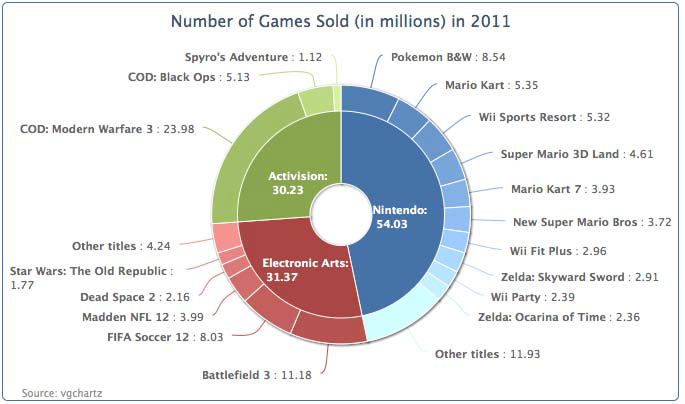 Number of Games Sold (in millions) in 2011
Spyro's Adventure : 1.12
Pokemon B&W : 8.54
COD: Black Ops : 5.13
Mario Kart : 5.35
Wii Sports Resort : 5.32
COD: Modern Warfare 3 : 23.98
Super Mario 3D Land : 4.61
Activision:
30.23
Mario Kart 7 : 3.93
Nintendo:
54.03
New Super Mario Bros : 3.72
Other titles : 4.24
Wii Fit Plus : 2.96
Electronic Arts:
31.37
Star Wars: The Old Republic :
1.77
Zelda: Skyward Sword : 2.91
Dead Space 2 : 2.16
Wii Party : 2.39
Madden NFL 12 : 3.99
Zelda: Ocarina of Time : 2.36
FIFA Soccer 12 : 8.03
Other titles : 11.93
Battlefield 3 : 11.18
Source: vgchartz